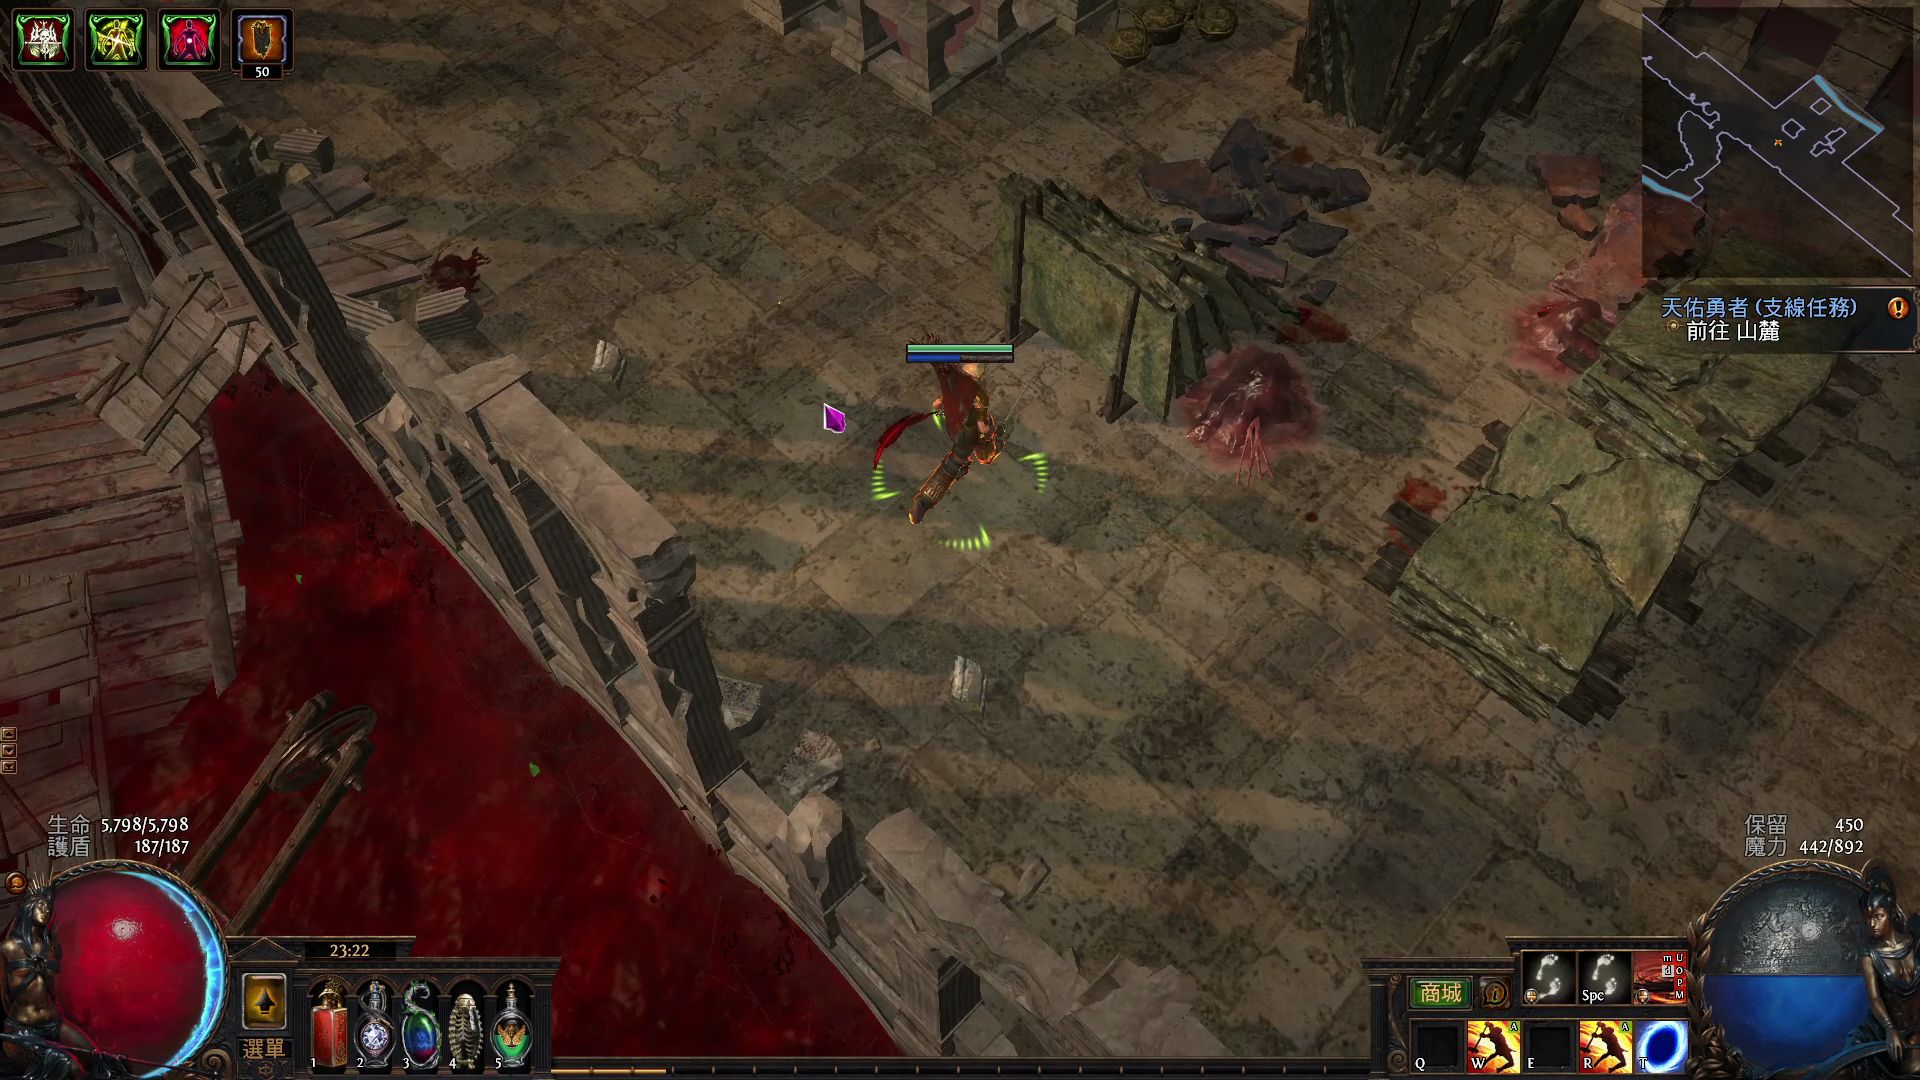 50
天佑勇者 (支線任務)
前往 山麓
生命 5,798/5,798
護盾 187/187
保留 450
魔力 442/892
23:22
選單
1 2 3 4 5
商城
Spc
m U
d O
P
M
Q W A E R A T